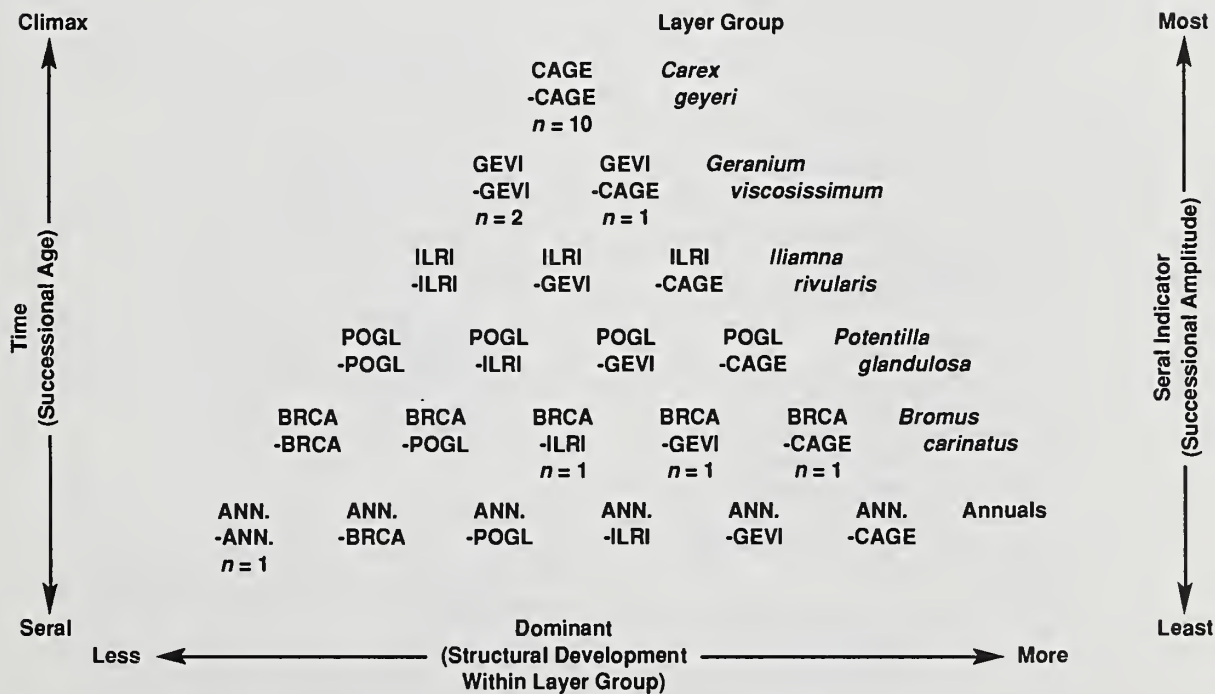 Climax Layer Group Most
CAGE Carex
-CAGE geyeri
n = 10
GEVI GEVI Geranium
-GEVI -CAGE viscosissimum
n = 2 n = 1
ILRI ILRI ILRI Iliamna
-ILRI -GEVI -CAGE rivularis
POGL POGL POGL POGL Potentilla
-POGL -ILRI -GEVI -CAGE glandulosa
BRCA BRCA BRCA BRCA BRCA Bromus
-BRCA -POGL -ILRI -GEVI -CAGE carinatus
n = 1 n = 1 n = 1
ANN. ANN. ANN. ANN. ANN. ANN. Annuals
-ANN. -BRCA -POGL -ILRI -GEVI -CAGE
n = 1
Time
(Successional Age)
Seral Indicator
(Successional Amplitude)
Seral Dominant Least
Less (Structural Development More
Within Layer Group)